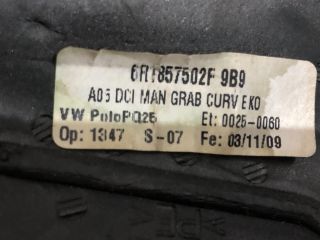 6R1857502F 9B9
A05 DCI MAN GRAB CURV EKO
VW PoloPQ25 Et: 0025-0060
Op: 1347 S-07 Fe: 03/11/09